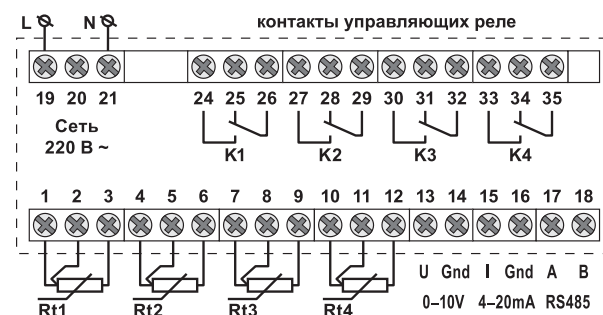 L N контакты управляющих реле
19 20 21 24 25 26 27 28 29 30 31 32 33 34 35
Сеть
220 В ~
K1 K2 K3 K4
1 2 3 4 5 6 7 8 9 10 11 12 13 14 15 16 17 18
U Gnd I Gnd A B
Rt1 Rt2 Rt3 Rt4 0–10V 4–20mA RS485